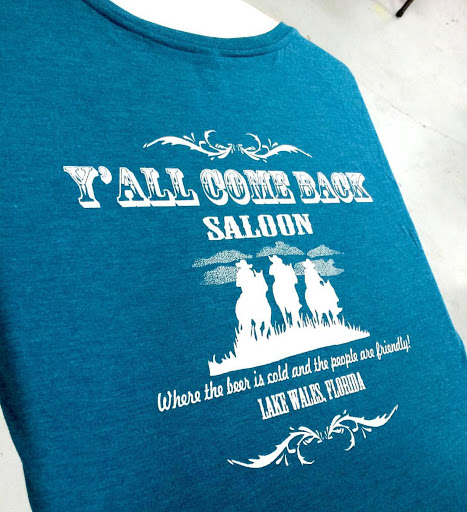 Y'ALL COME BACK
SALOON
Where the beer is cold and the people are friendly!
LAKE WALES, FLORIDA